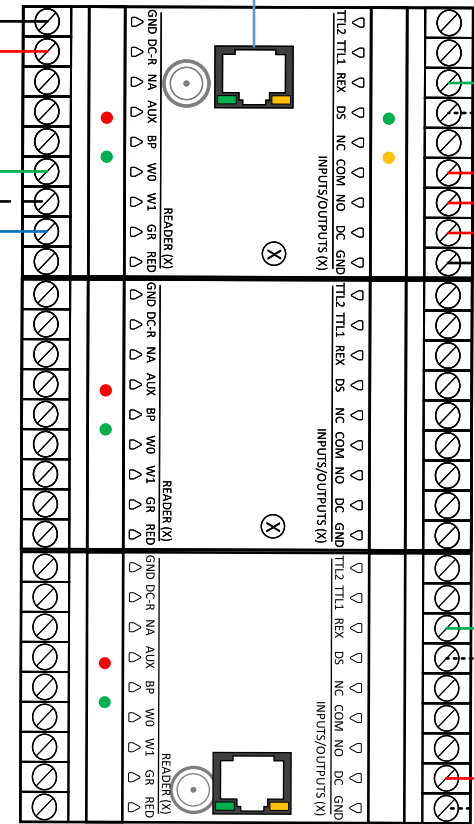 GND DC-R NA AUX BP W0 W1 GR RED
READER (X)
TTL2 TTL1 REX DS NC COM NO DC GND
INPUTS/OUTPUTS (X)
X
GND DC-R NA AUX BP W0 W1 GR RED
READER (X)
TTL2 TTL1 REX DS NC COM NO DC GND
INPUTS/OUTPUTS (X)
X
GND DC-R NA AUX BP W0 W1 GR RED
READER (X)
TTL2 TTL1 REX DS NC COM NO DC GND
INPUTS/OUTPUTS (X)